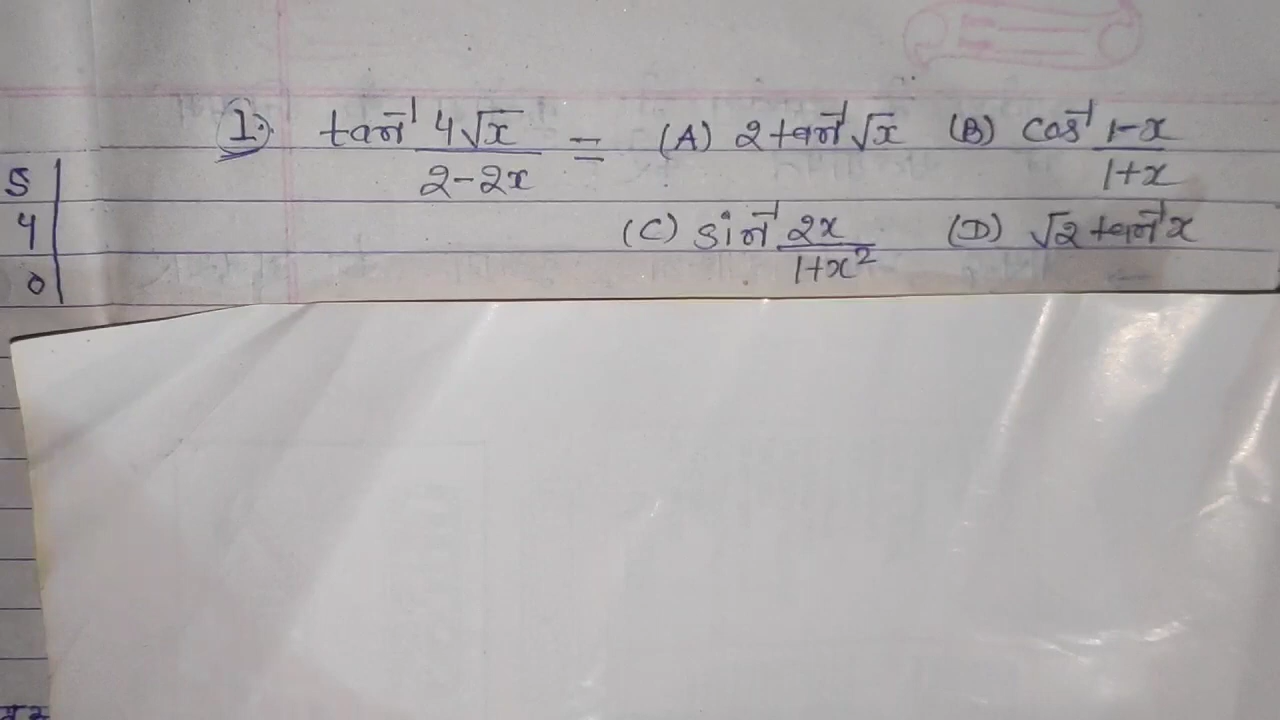 1. tan⁻¹ 4√x / 2-2x = (A) 2 tan⁻¹ √x (B) cos⁻¹ 1-x / 1+x
(C) sin⁻¹ 2x / 1+x² (D) √2 tan⁻¹ x
5
4
0